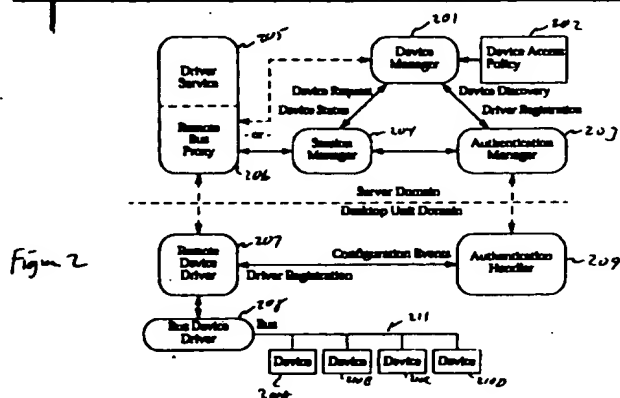 205
201
202
Driver
Service
Device
Manager
Device Access
Policy
Device Request
Device Discovery
Device Status
Driver Registration
Remote
Bus
Proxy
- or -
204
203
Session
Manager
Authentication
Manager
206
Server Domain
Desktop Unit Domain
Figure 2
207
Remote
Device
Driver
Configuration Events
Driver Registration
Authentication
Handler
209
208
Bus Device
Driver
Bus
211
Device
Device
Device
Device
210B
210C
210D